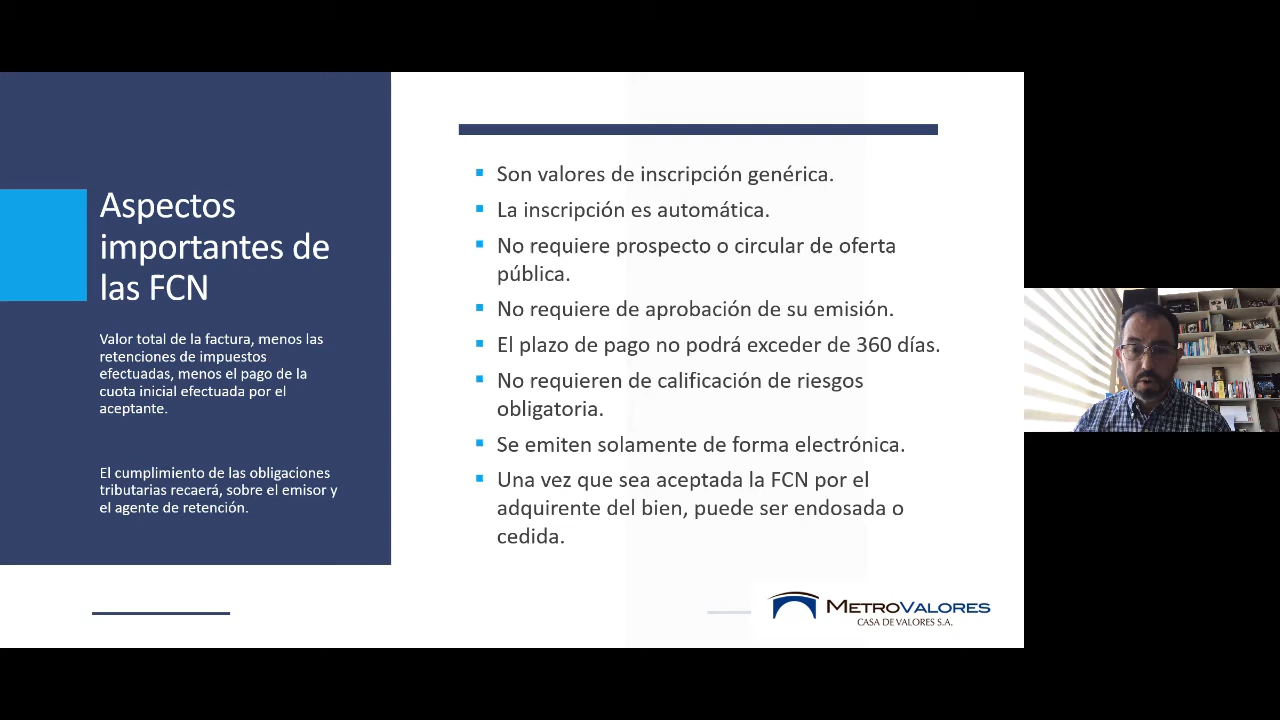 Aspectos
importantes de
las FCN
Valor total de la factura, menos las
retenciones de impuestos
efectuadas, menos el pago de la
cuota inicial efectuada por el
aceptante.
El cumplimiento de las obligaciones
tributarias recaerá, sobre el emisor y
el agente de retención.
Son valores de inscripción genérica.
La inscripción es automática.
No requiere prospecto o circular de oferta
pública.
No requiere de aprobación de su emisión.
El plazo de pago no podrá exceder de 360 días.
No requieren de calificación de riesgos
obligatoria.
Se emiten solamente de forma electrónica.
Una vez que sea aceptada la FCN por el
adquirente del bien, puede ser endosada o
cedida.
METROVALORES
CASA DE VALORES S.A.